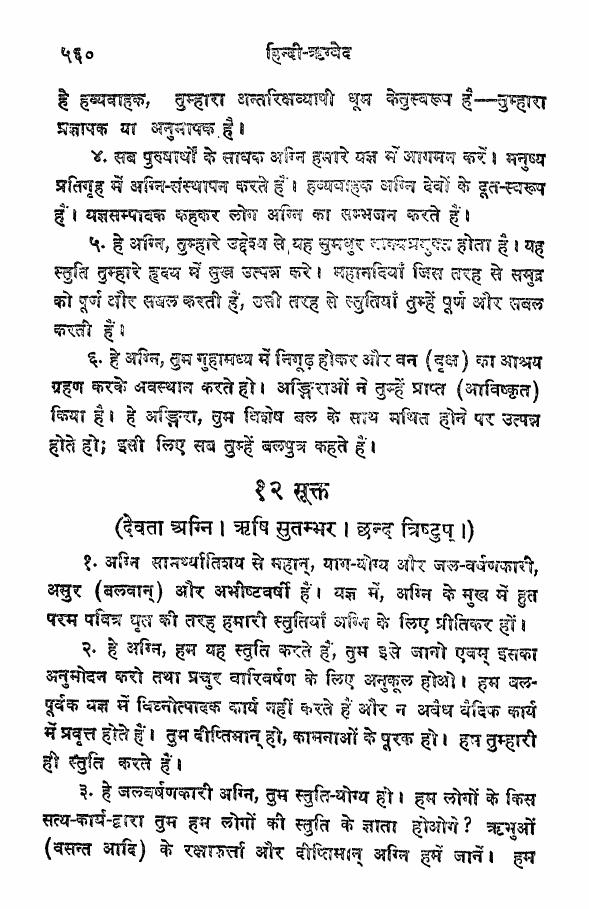 ५६० हिन्दी-ऋग्वेद
हे हव्यवाहक, तुम्हारा अन्तरिक्षव्यापी धूम केतुस्वरूप है—तुम्हारा
प्रज्ञापक या अनुमापक है।
४. सब पुरुषार्थों के साधक अग्नि हमारे यज्ञ में आगमन करें। मनुष्य
प्रतिगृह में अग्नि-संस्थापन करते हैं। हव्यवाहक अग्नि देवों के दूत-स्वरूप
हैं। यज्ञसम्पादक कहकर लोग अग्नि का सम्भजन करते हैं।
५. हे अग्नि, तुम्हारे उद्देश्य से यह सुमधुर वाक्यप्रयुक्त होता है। यह
स्तुति तुम्हारे हृदय में सुख उत्पन्न करे। महानदियाँ जिस तरह से समुद्र
को पूर्ण और सबल करती हैं, उसी तरह से स्तुतियाँ तुम्हें पूर्ण और सबल
करती हैं।
६. हे अग्नि, तुम गुहामध्य में निगूढ़ होकर और वन (वृक्ष) का आश्रय
ग्रहण करके अवस्थान करते हो। अङ्गिराओं ने तुम्हें प्राप्त (आविष्कृत)
किया है। हे अङ्गिरा, तुम विशेष बल के साथ मथित होने पर उत्पन्न
होते हो; इसी लिए सब तुम्हें बलपुत्र कहते हैं।
१२ सूक्त
(देवता अग्नि। ऋषि सुतम्भर। छन्द त्रिष्टुप्।)
१. अग्नि सामर्थ्यातिशय से महान्, याग-योग्य और जल-वर्षणकारी,
असुर (बलवान्) और अभीष्टवर्षी हैं। यज्ञ में, अग्नि के मुख में हुत
परम पवित्र घृत की तरह हमारी स्तुतियाँ अग्नि के लिए प्रीतिकर हों।
२. हे अग्नि, हम यह स्तुति करते हैं, तुम इसे जानो एवम् इसका
अनुमोदन करो तथा प्रचुर वारिवर्षण के लिए अनुकूल होओ। हम बल-
पूर्वक यज्ञ में विघ्नोत्पादक कार्य नहीं करते हैं और न अवैध वैदिक कार्य
में प्रवृत्त होते हैं। तुम दीप्तिमान् हो, कामनाओं के पूरक हो। हम तुम्हारी
ही स्तुति करते हैं।
३. हे जलवर्षणकारी अग्नि, तुम स्तुति-योग्य हो। हम लोगों के किस
सत्य-कार्य-द्वारा तुम हम लोगों की स्तुति के ज्ञाता होओगे? ऋभुओं
(वसन्त आदि) के रक्षाकर्त्ता और दीप्तिमान् अग्नि हमें जानें। हम